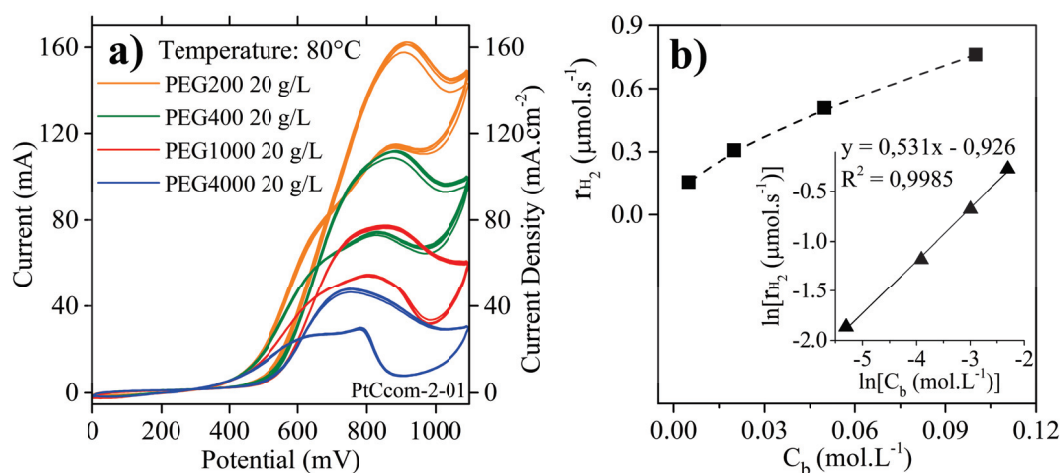 a)
Temperature: 80°C
PEG200 20 g/L
PEG400 20 g/L
PEG1000 20 g/L
PEG4000 20 g/L
160
120
80
40
0
Current (mA)
160
120
80
40
0
Current Density (mA.cm⁻²)
PtCcom-2-01
0 200 400 600 800 1000
Potential (mV)
b)
0.9
0.6
0.3
0.0
r_H₂ (μmol.s⁻¹)
y = 0,531x - 0,926
R² = 0,9985
-0.5
-1.0
-1.5
-2.0
ln[r_H₂ (μmol.s⁻¹)]
-5 -4 -3 -2
ln[C_b (mol.L⁻¹)]
0.00 0.03 0.06 0.09 0.12
C_b (mol.L⁻¹)